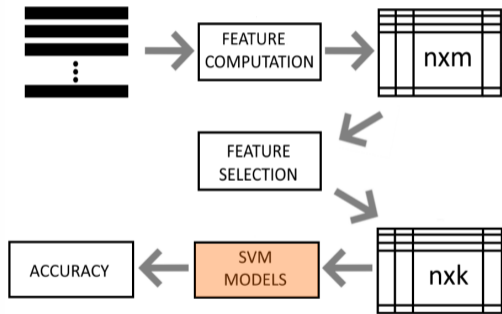 FEATURE
COMPUTATION
nxm
FEATURE
SELECTION
nxk
SVM
MODELS
ACCURACY